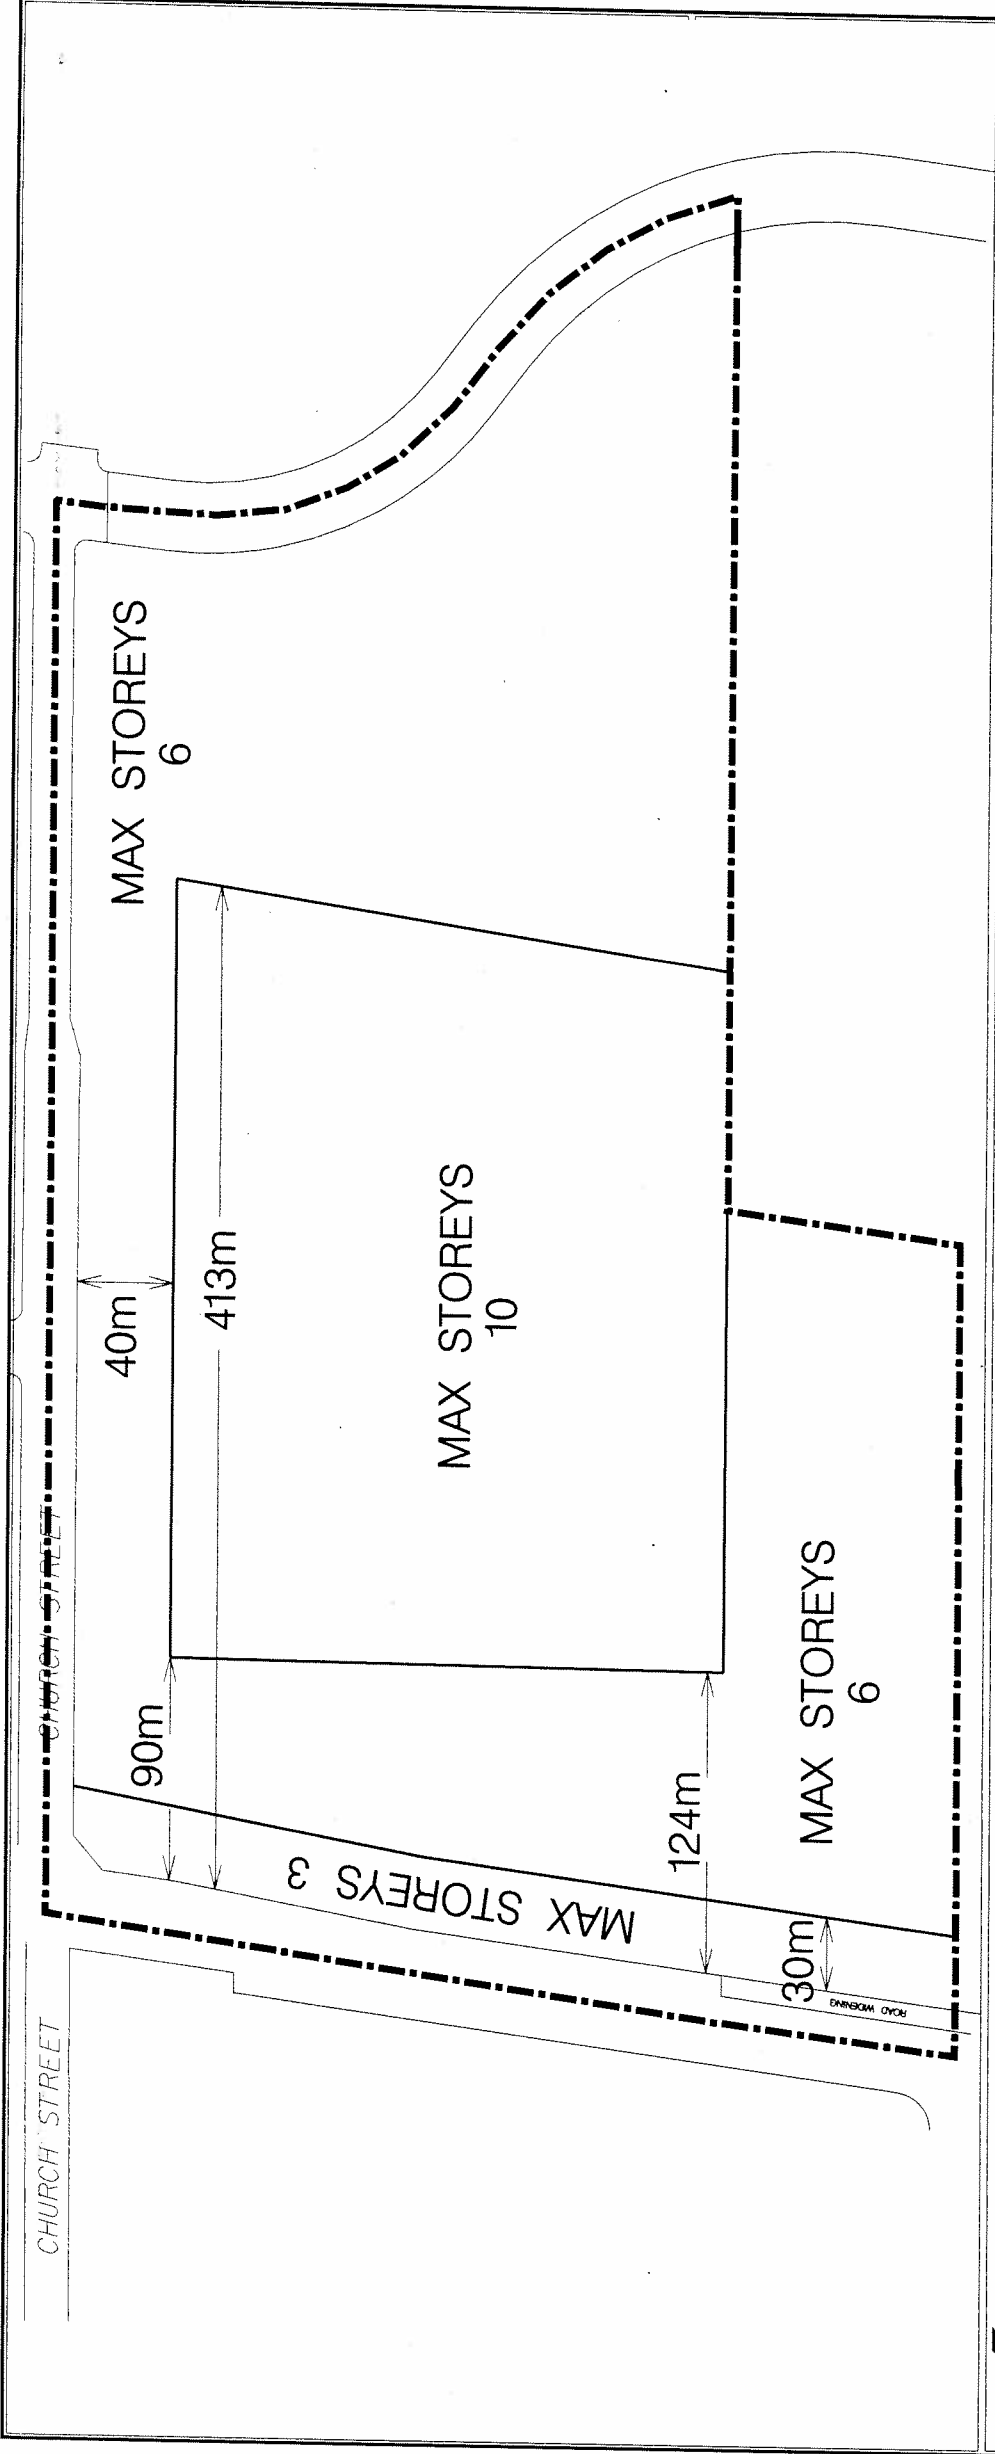 CHURCH STREET
CHURCH STREET
MAX STOREYS
6
40m
413m
90m
MAX STOREYS
10
MAX STOREYS 3
124m
MAX STOREYS
6
30m
ROAD WIDENING